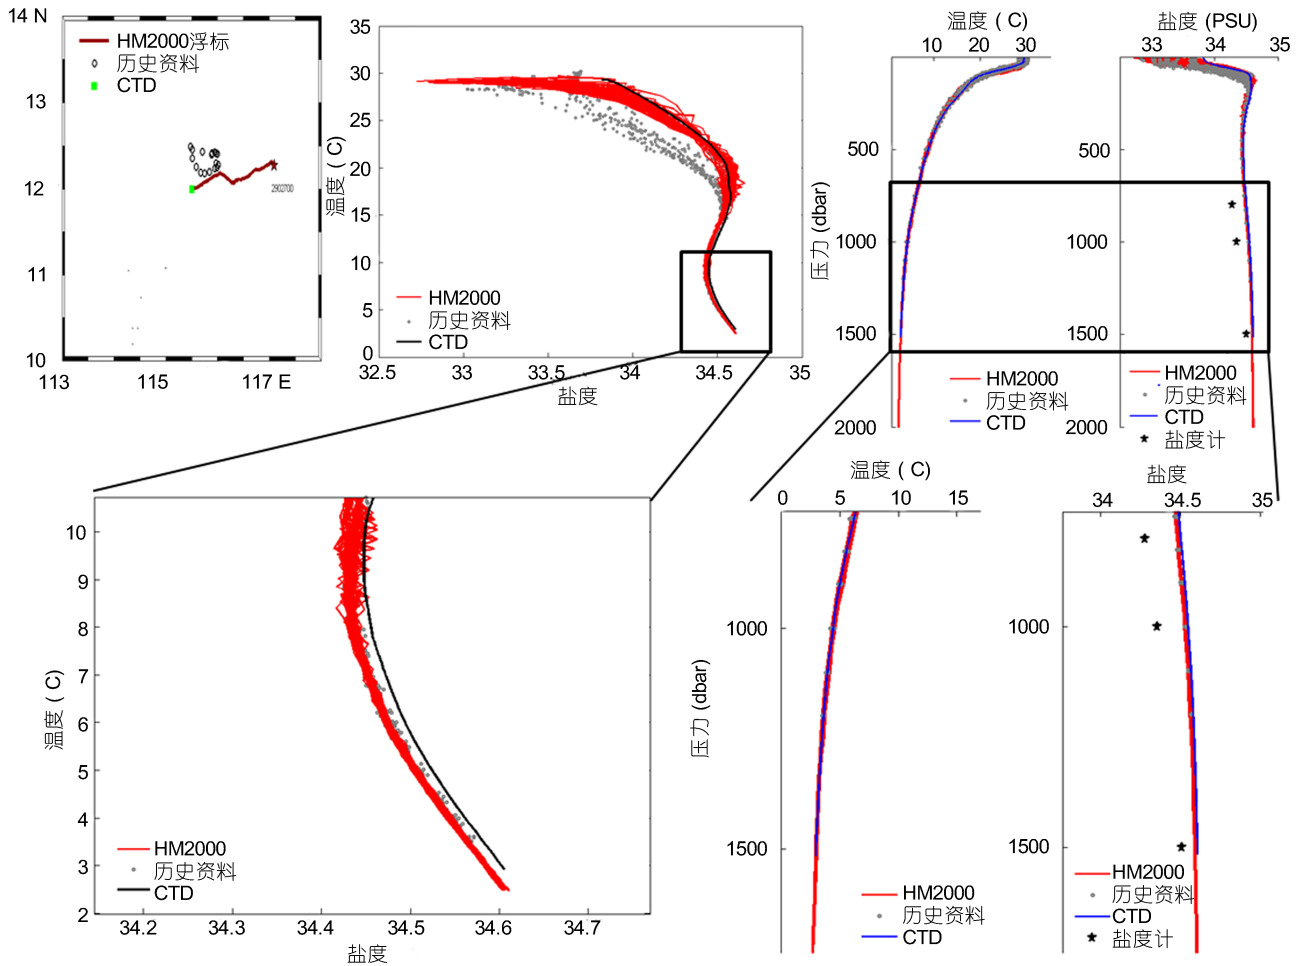 14 N
13
12
11
10
113
115
117 E
HM2000浮标
历史资料
CTD
2902700
35
30
25
20
15
10
5
0
温度 ( C)
32.5
33
33.5
34
34.5
35
盐度
HM2000
历史资料
CTD
温度 ( C)
10
20
30
500
1000
1500
2000
压力 (dbar)
HM2000
历史资料
CTD
盐度 (PSU)
33
34
35
500
1000
1500
2000
HM2000
历史资料
CTD
盐度计
10
9
8
7
6
5
4
3
2
温度 ( C)
34.2
34.3
34.4
34.5
34.6
34.7
盐度
HM2000
历史资料
CTD
温度 ( C)
0
5
10
15
1000
1500
压力 (dbar)
HM2000
历史资料
CTD
盐度
34
34.5
35
1000
1500
HM2000
历史资料
CTD
盐度计